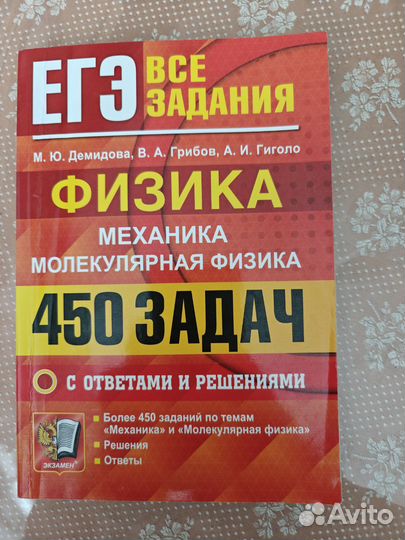 ЕГЭ ВСЕ
ЗАДАНИЯ
М. Ю. Демидова, В. А. Грибов, А. И. Гиголо
ФИЗИКА
МЕХАНИКА
МОЛЕКУЛЯРНАЯ ФИЗИКА
450 ЗАДАЧ
С ОТВЕТАМИ И РЕШЕНИЯМИ
Более 450 заданий по темам
«Механика» и «Молекулярная физика»
Решения
Ответы
ЭКЗАМЕН
Avito